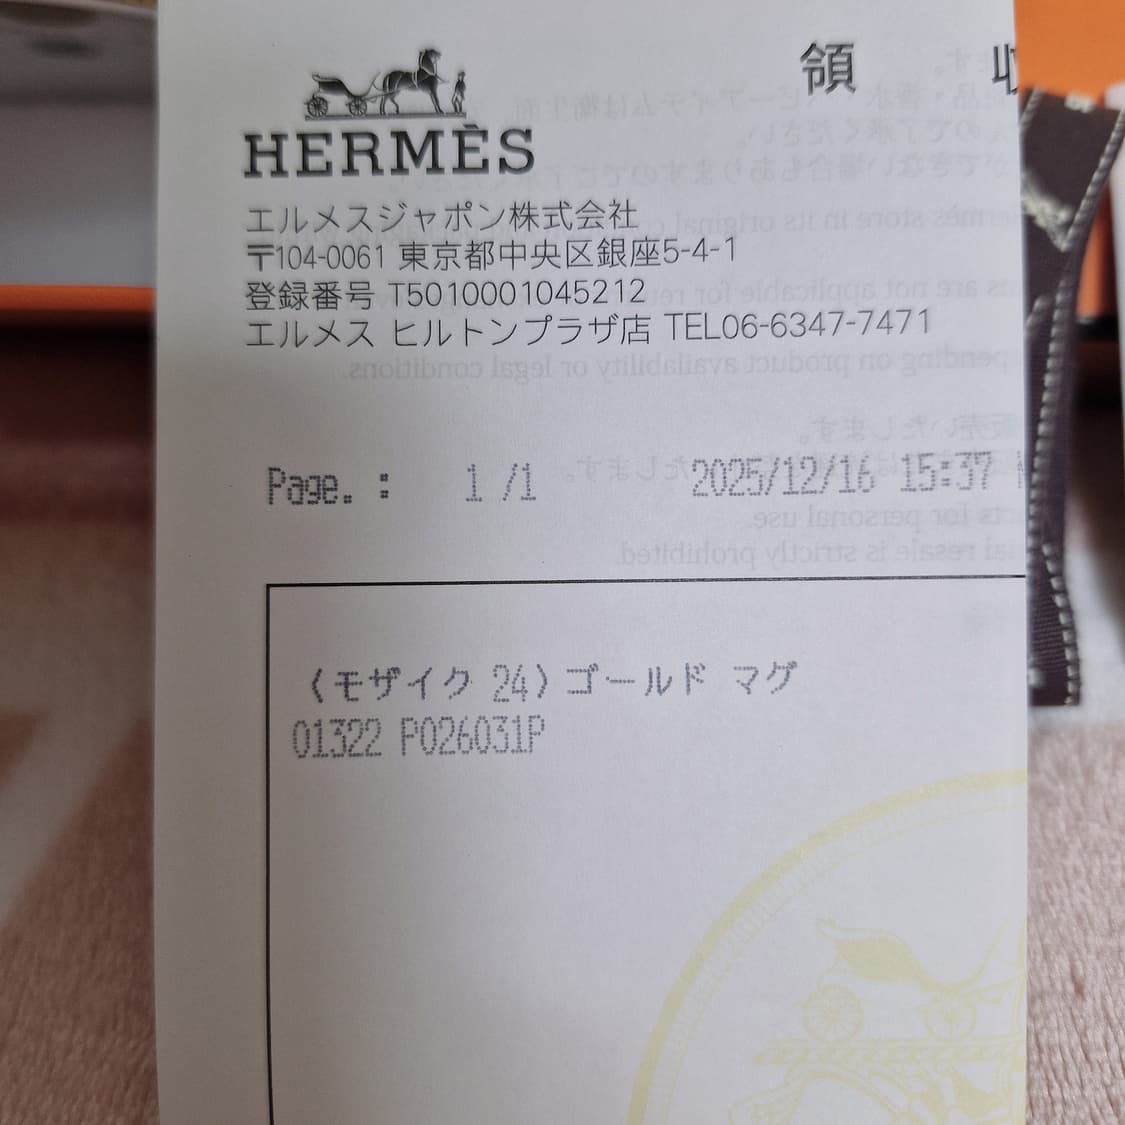 領 収
HERMÈS
エルメスジャポン株式会社
〒104-0061 東京都中央区銀座5-4-1
登録番号 T5010001045212
エルメス ヒルトンプラザ店 TEL06-6347-7471
Page. : 1 /1 2025/12/16 15:37
〈モザイク 24〉ゴールド マグ
01322 P026031P